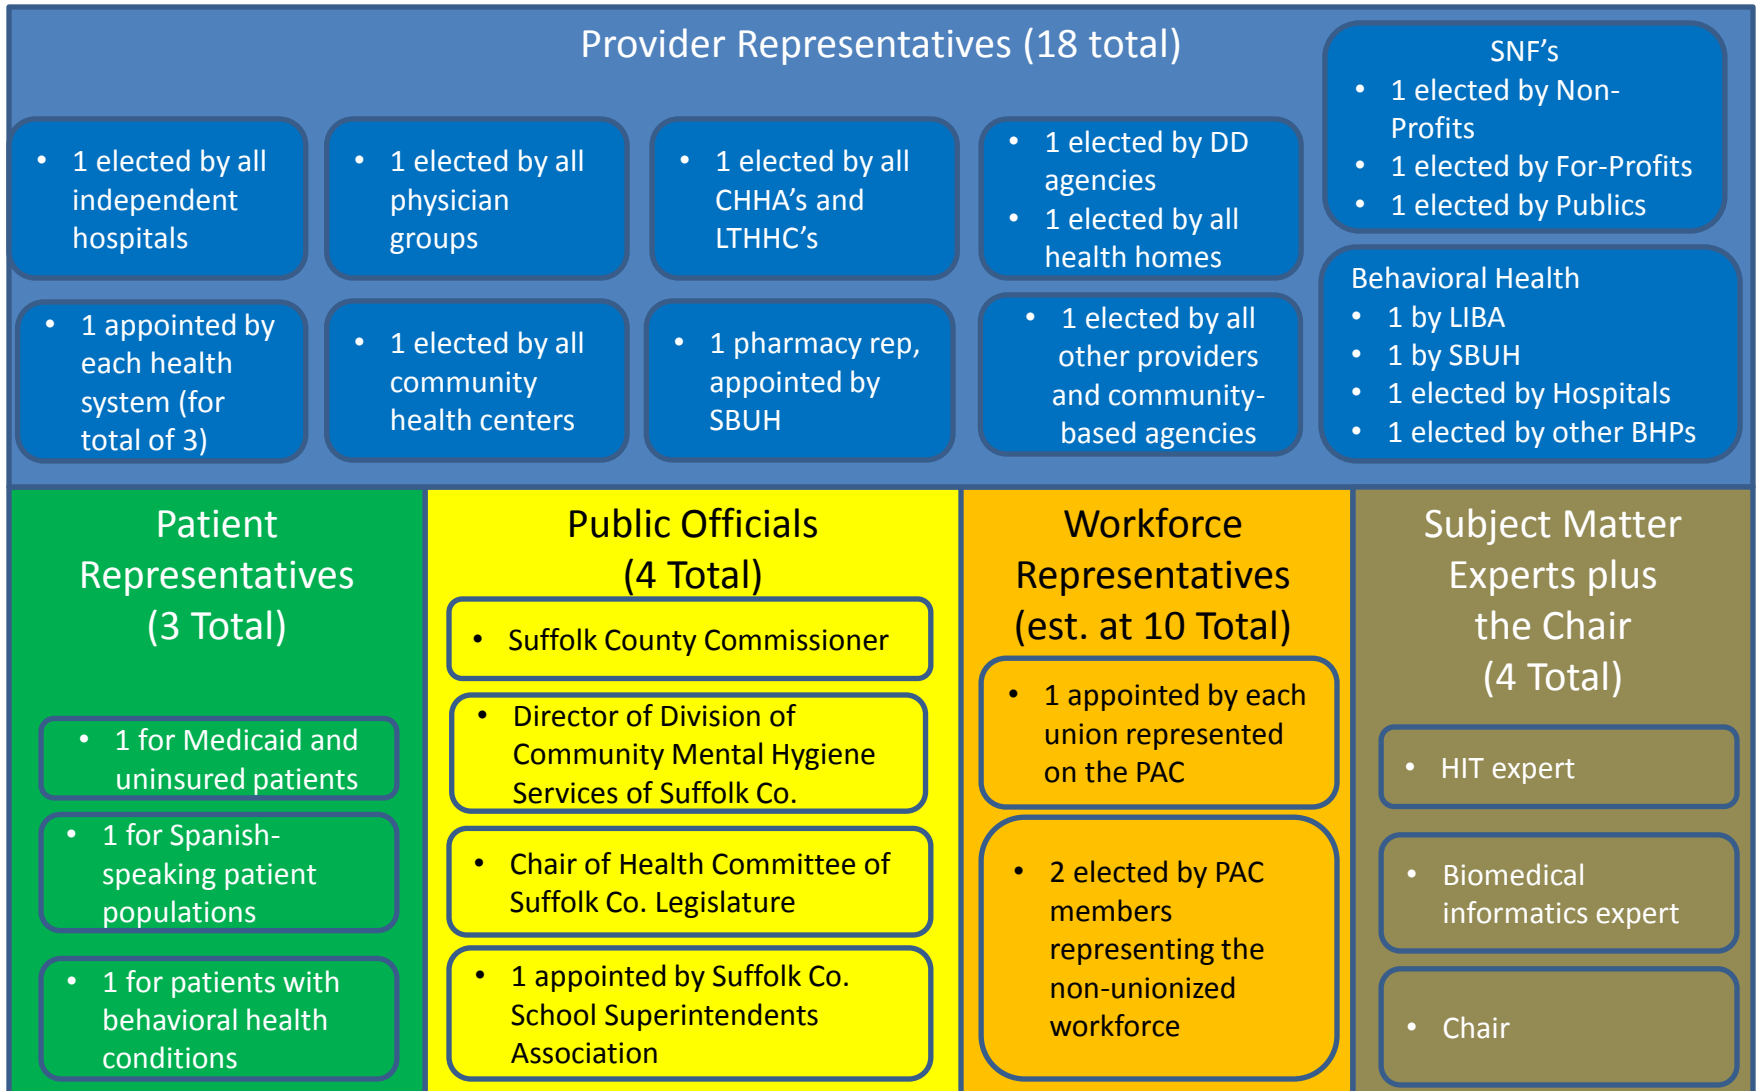 Provider Representatives (18 total)
• 1 elected by all
independent
hospitals
• 1 elected by all
physician
groups
• 1 elected by all
CHHA's and
LTHHC's
• 1 elected by DD
agencies
• 1 elected by all
health homes
SNF's
• 1 elected by Non-
Profits
• 1 elected by For-Profits
• 1 elected by Publics
• 1 appointed by
each health
system (for
total of 3)
• 1 elected by all
community
health centers
• 1 pharmacy rep,
appointed by
SBUH
• 1 elected by all
other providers
and community-
based agencies
Behavioral Health
• 1 by LIBA
• 1 by SBUH
• 1 elected by Hospitals
• 1 elected by other BHPs
Patient
Representatives
(3 Total)
• 1 for Medicaid and
uninsured patients
• 1 for Spanish-
speaking patient
populations
• 1 for patients with
behavioral health
conditions
Public Officials
(4 Total)
• Suffolk County Commissioner
• Director of Division of
Community Mental Hygiene
Services of Suffolk Co.
• Chair of Health Committee of
Suffolk Co. Legislature
• 1 appointed by Suffolk Co.
School Superintendents
Association
Workforce
Representatives
(est. at 10 Total)
• 1 appointed by each
union represented
on the PAC
• 2 elected by PAC
members
representing the
non-unionized
workforce
Subject Matter
Experts plus
the Chair
(4 Total)
• HIT expert
• Biomedical
informatics expert
• Chair